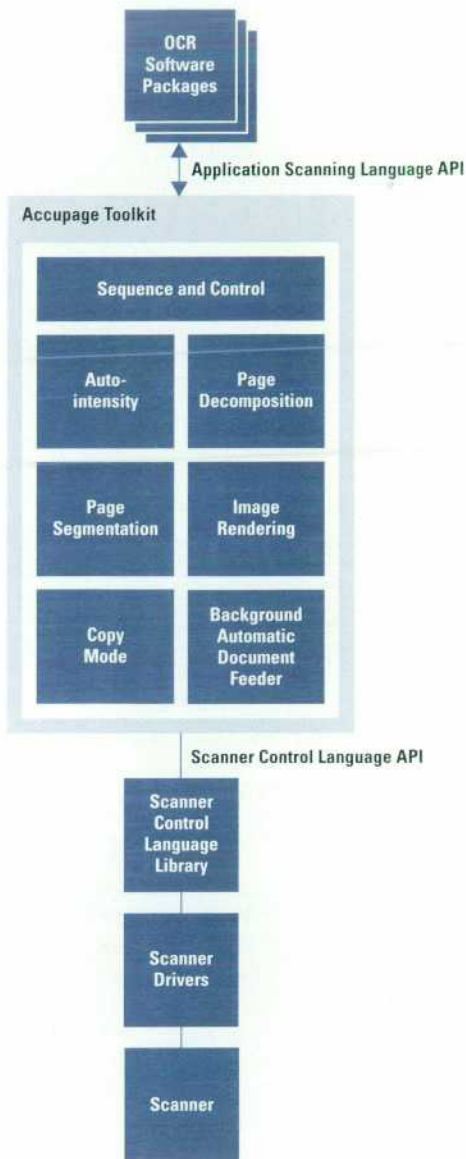 OCR
Software
Packages
Application Scanning Language API
Accupage Toolkit
Sequence and Control
Auto-
intensity
Page
Decomposition
Page
Segmentation
Image
Rendering
Copy
Mode
Background
Automatic
Document
Feeder
Scanner Control Language API
Scanner
Control
Language
Library
Scanner
Drivers
Scanner